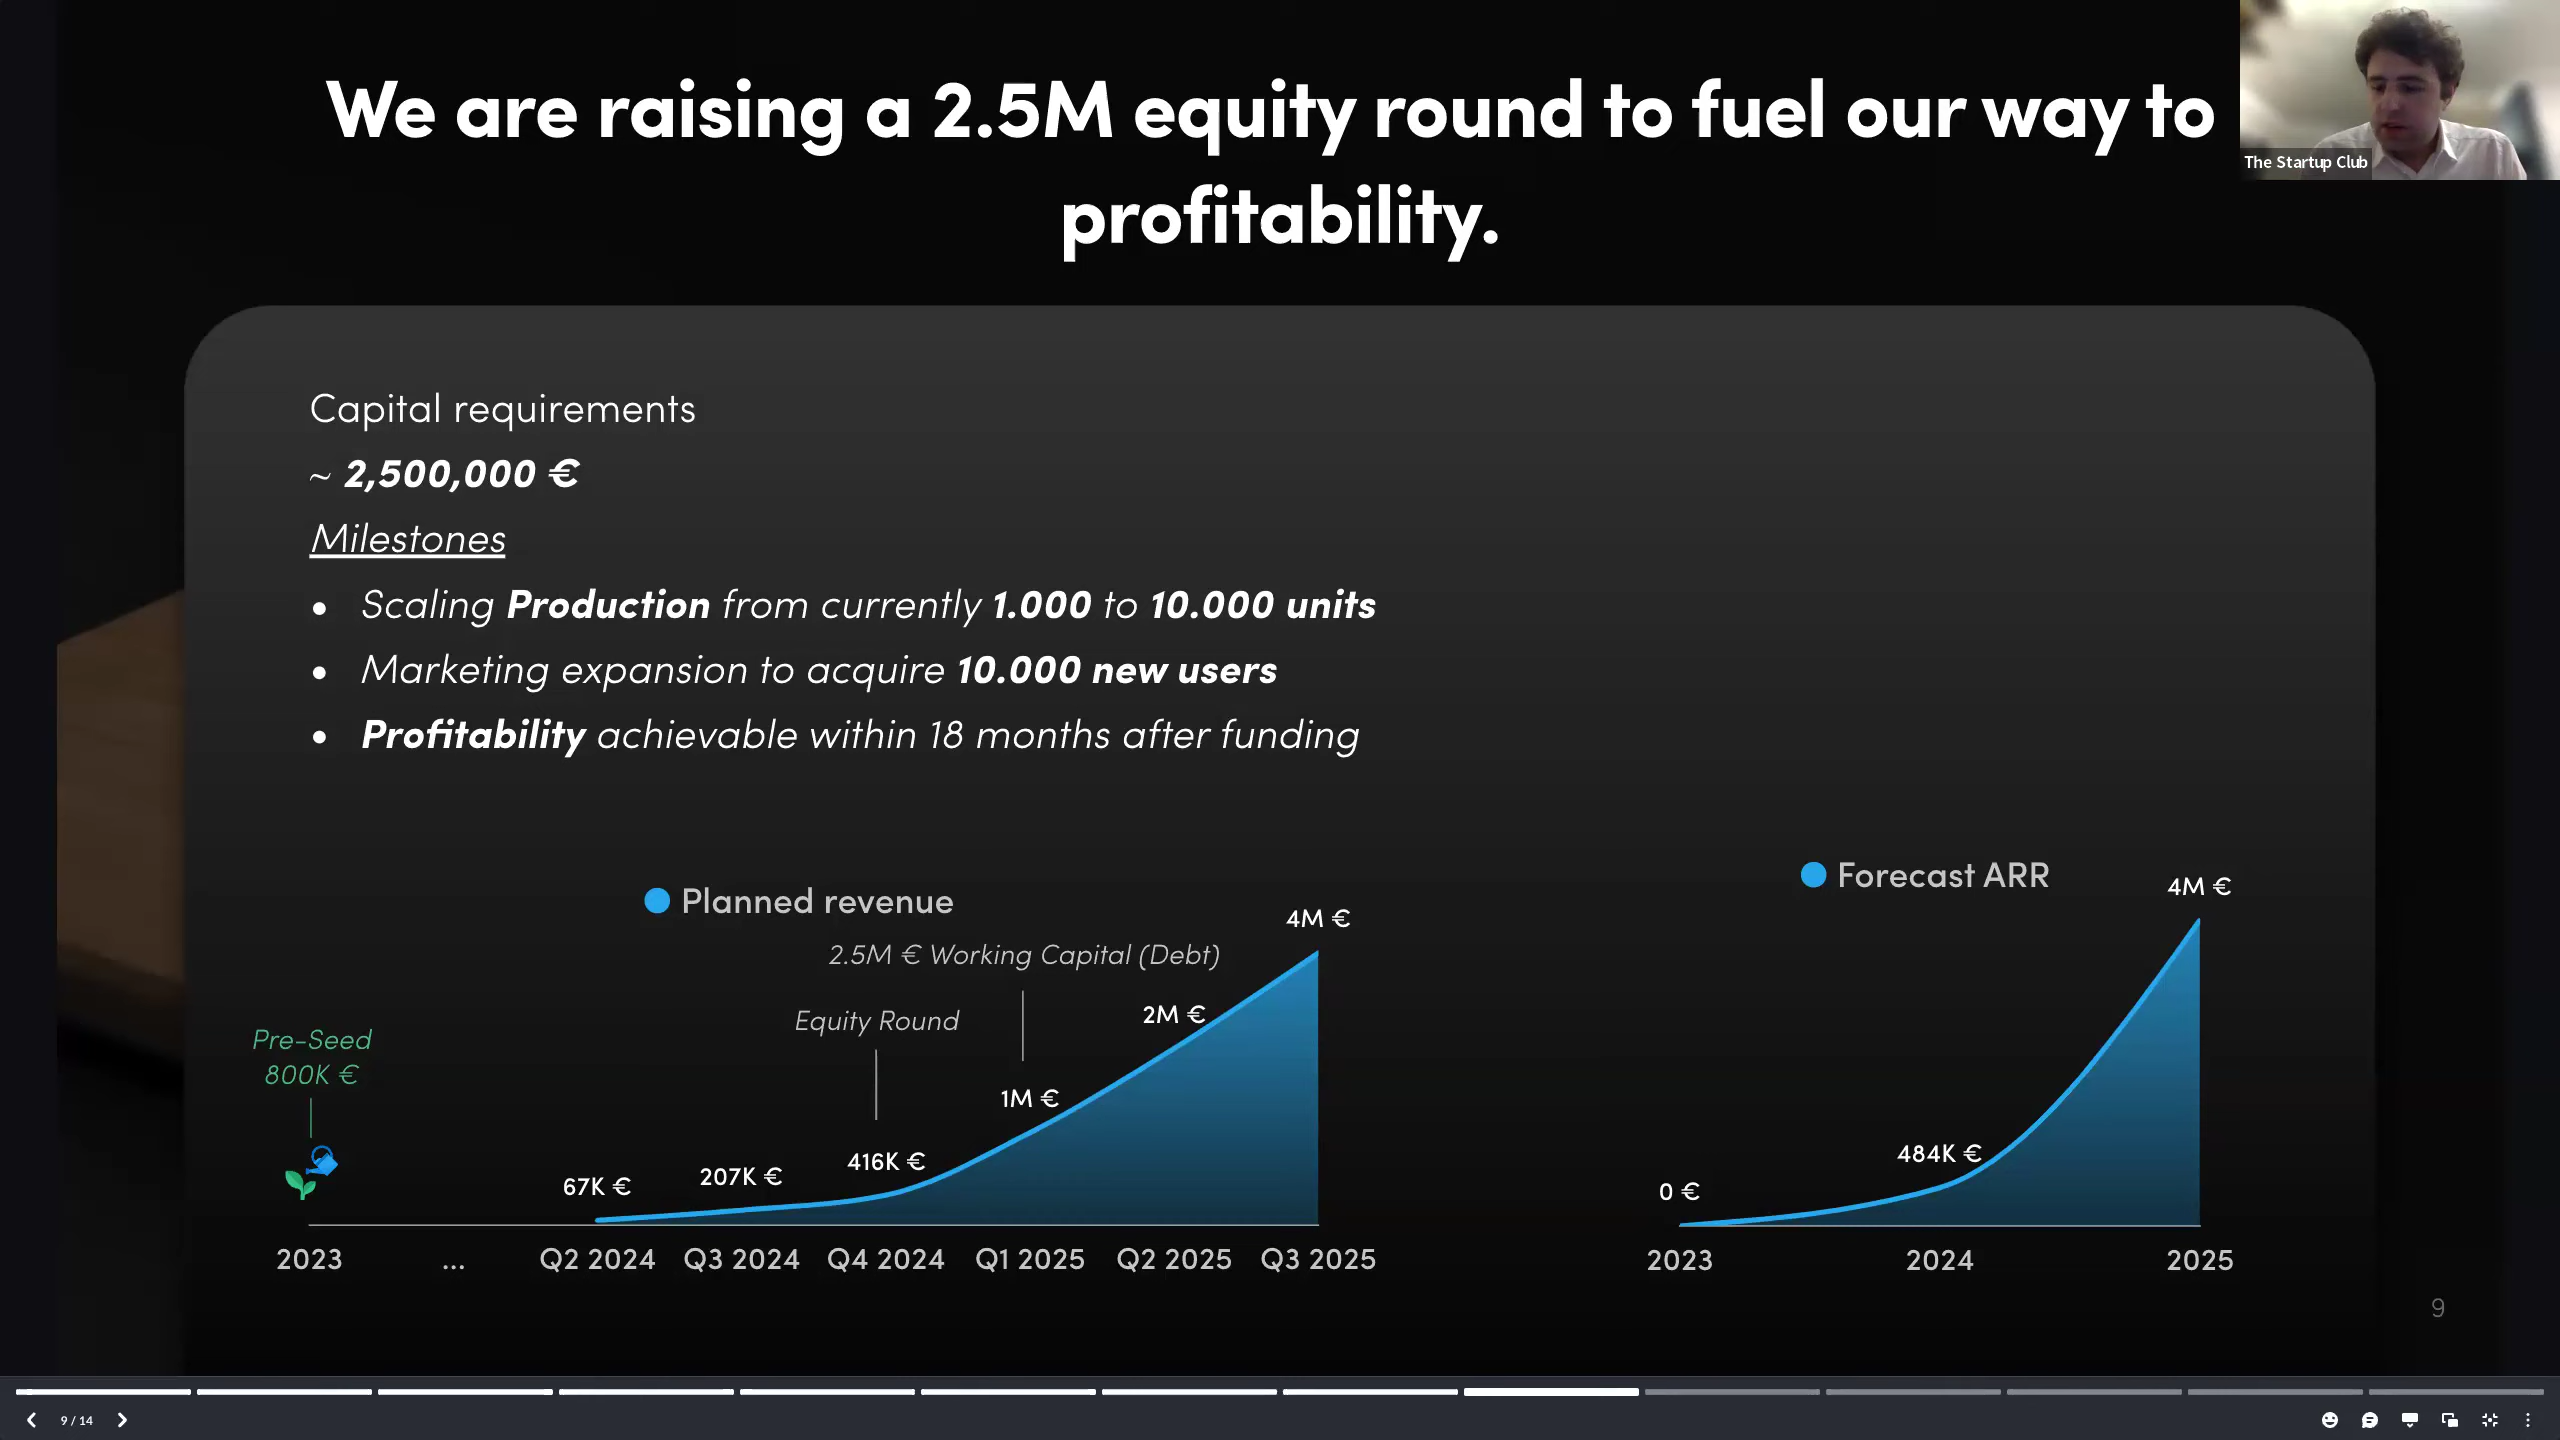 We are raising a 2.5M equity round to fuel our way to
profitability.
The Startup Club
Capital requirements
~ 2,500,000 €
Milestones
• Scaling Production from currently 1.000 to 10.000 units
• Marketing expansion to acquire 10.000 new users
• Profitability achievable within 18 months after funding
Planned revenue
4M €
2.5M € Working Capital (Debt)
2M €
Equity Round
Pre-Seed
800K €
1M €
416K €
207K €
67K €
2023 ... Q2 2024 Q3 2024 Q4 2024 Q1 2025 Q2 2025 Q3 2025
Forecast ARR
4M €
484K €
0 €
2023 2024 2025
9
9 / 14